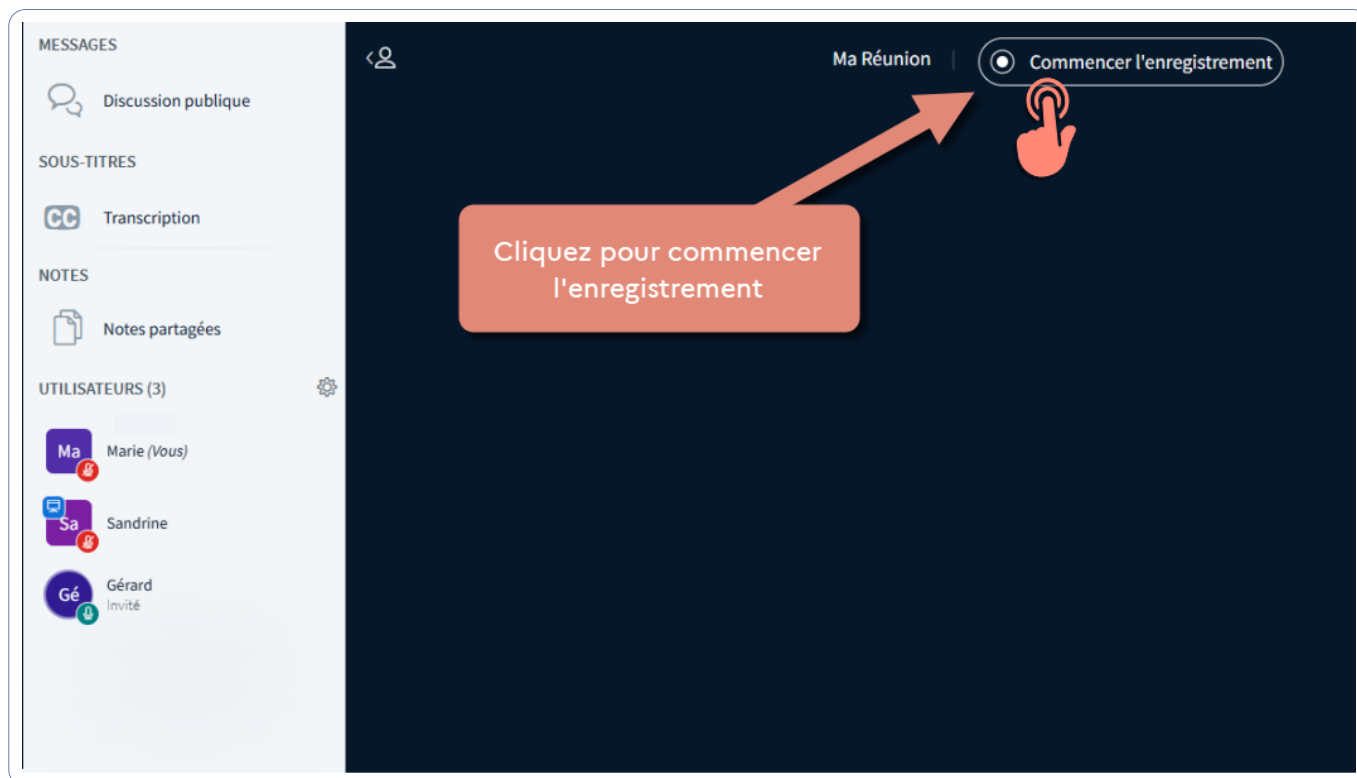 MESSAGES
Discussion publique
SOUS-TITRES
CC Transcription
NOTES
Notes partagées
UTILISATEURS (3)
Ma Marie (Vous)
Sa Sandrine
Gé Gérard
Invité
Ma Réunion
Commencer l'enregistrement
Cliquez pour commencer
l'enregistrement